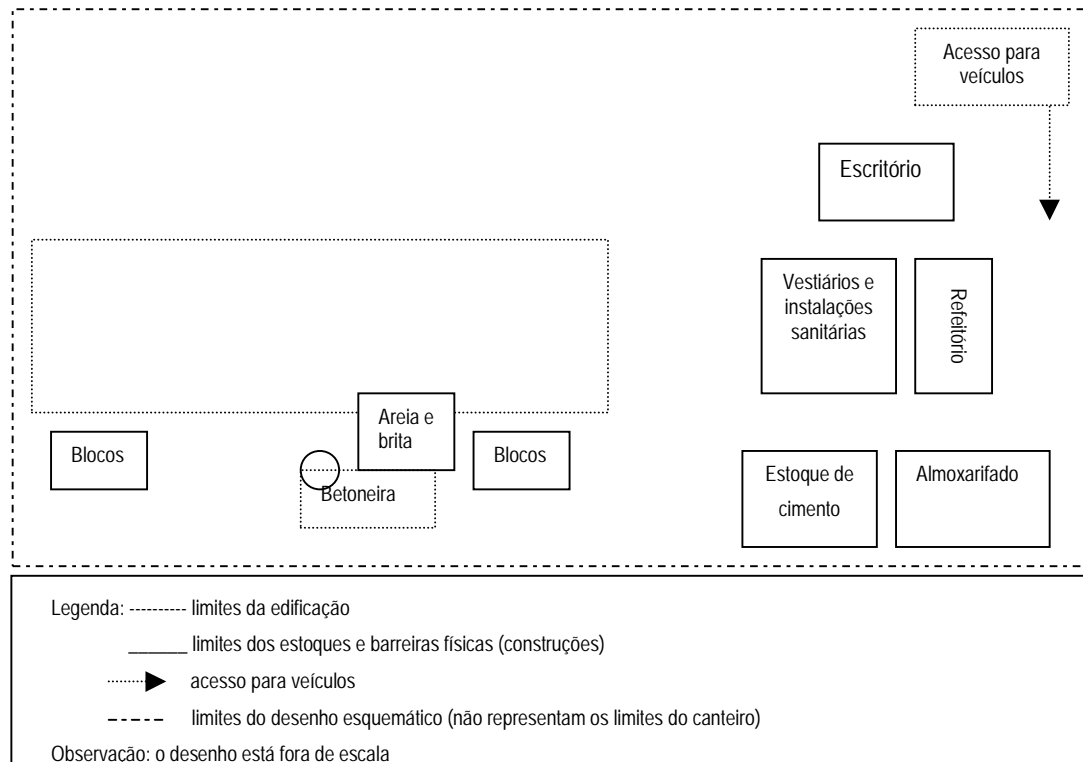 Acesso para
veículos
Escritório
Vestiários e
instalações
sanitárias
Refeitório
Areia e
brita
Blocos
Blocos
Betoneira
Estoque de
cimento
Almoxarifado
Legenda: ---------- limites da edificação
______ limites dos estoques e barreiras físicas (construções)
acesso para veículos
limites do desenho esquemático (não representam os limites do canteiro)
Observação: o desenho está fora de escala